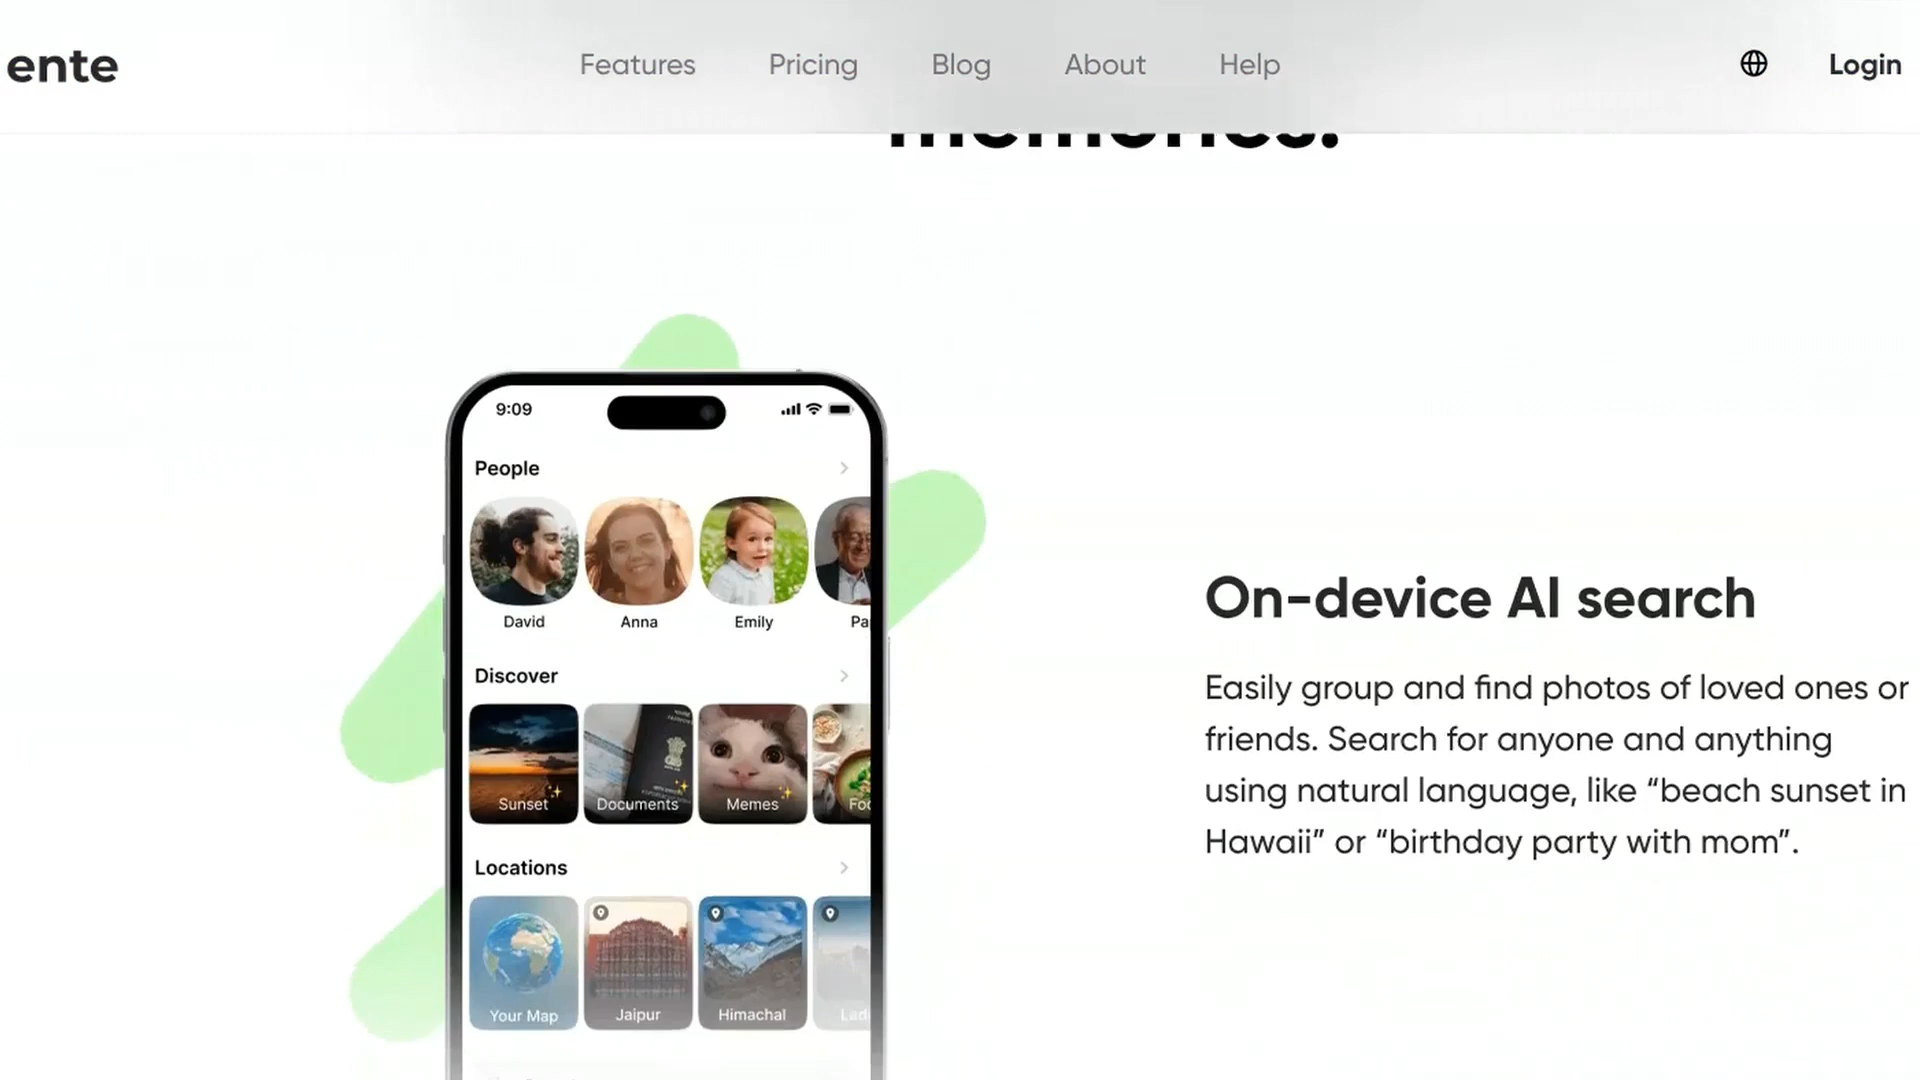 ente
Features Pricing Blog About Help
Login
memories.
9:09
People
David Anna Emily
Discover
Sunset Documents Memes
Locations
Your Map Jaipur Himachal
On-device AI search
Easily group and find photos of loved ones or
friends. Search for anyone and anything
using natural language, like “beach sunset in
Hawaii” or “birthday party with mom”.